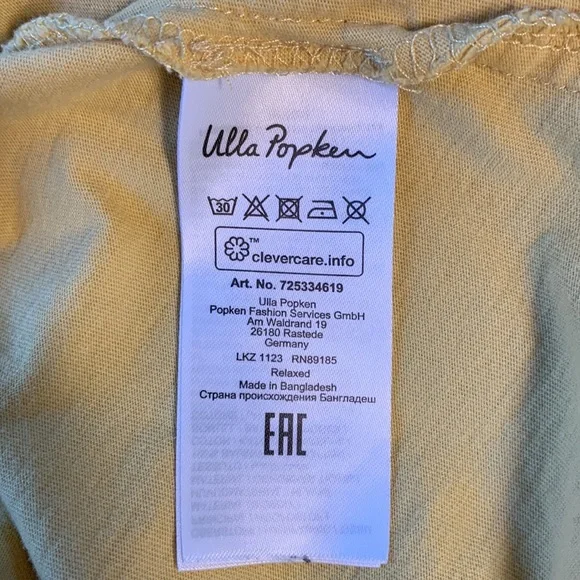 Ulla Popken
30
™
clevercare.info
Art. No. 725334619
Ulla Popken
Popken Fashion Services GmbH
Am Waldrand 19
26180 Rastede
Germany
LKZ 1123 RN89185
Relaxed
Made in Bangladesh
Страна происхождения Бангладеш
EAC